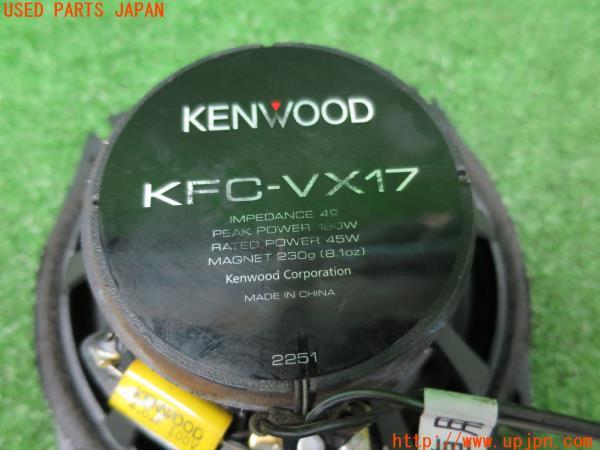 USED PARTS JAPAN
KENWOOD
KFC-VX17
IMPEDANCE 4Ω
PEAK POWER 180W
RATED POWER 45W
MAGNET 230g (8.1oz)
Kenwood Corporation
MADE IN CHINA
2251
KENWOOD
100V
http://www.upjpn.com/